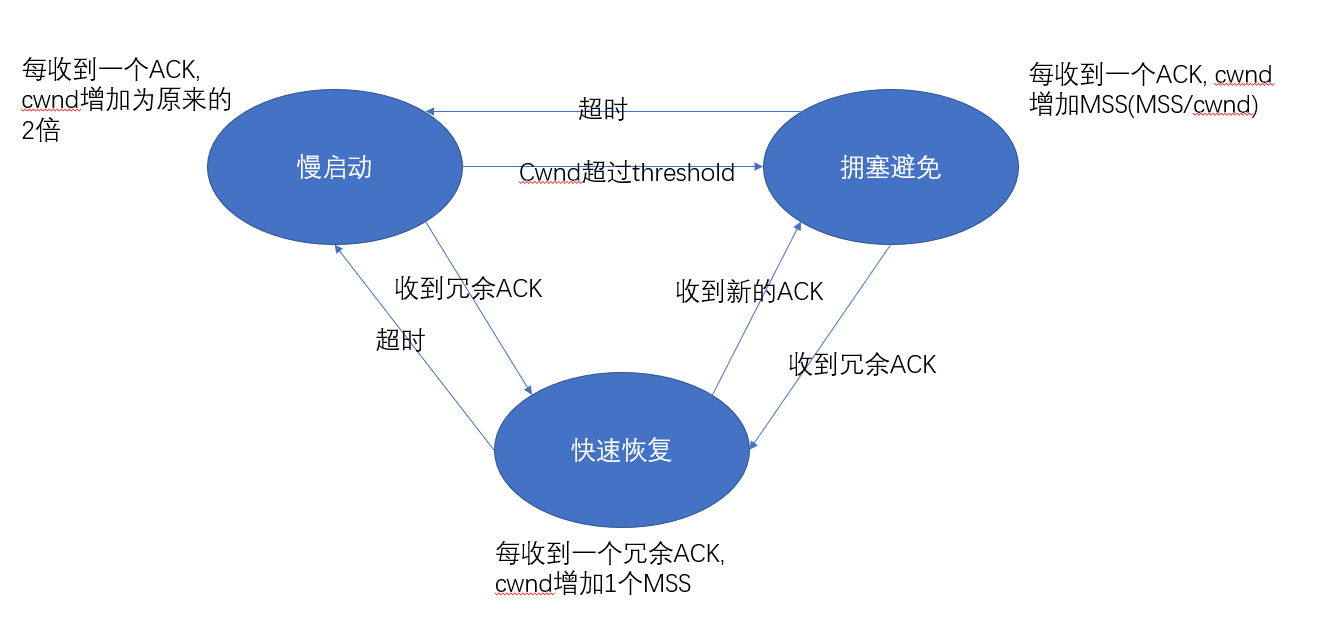 每收到一个ACK,
cwnd增加为原来的
2倍
每收到一个ACK, cwnd
增加MSS(MSS/cwnd)
超时
慢启动
Cwnd超过threshold
拥塞避免
收到冗余ACK
收到新的ACK
超时
收到冗余ACK
快速恢复
每收到一个冗余ACK,
cwnd增加1个MSS